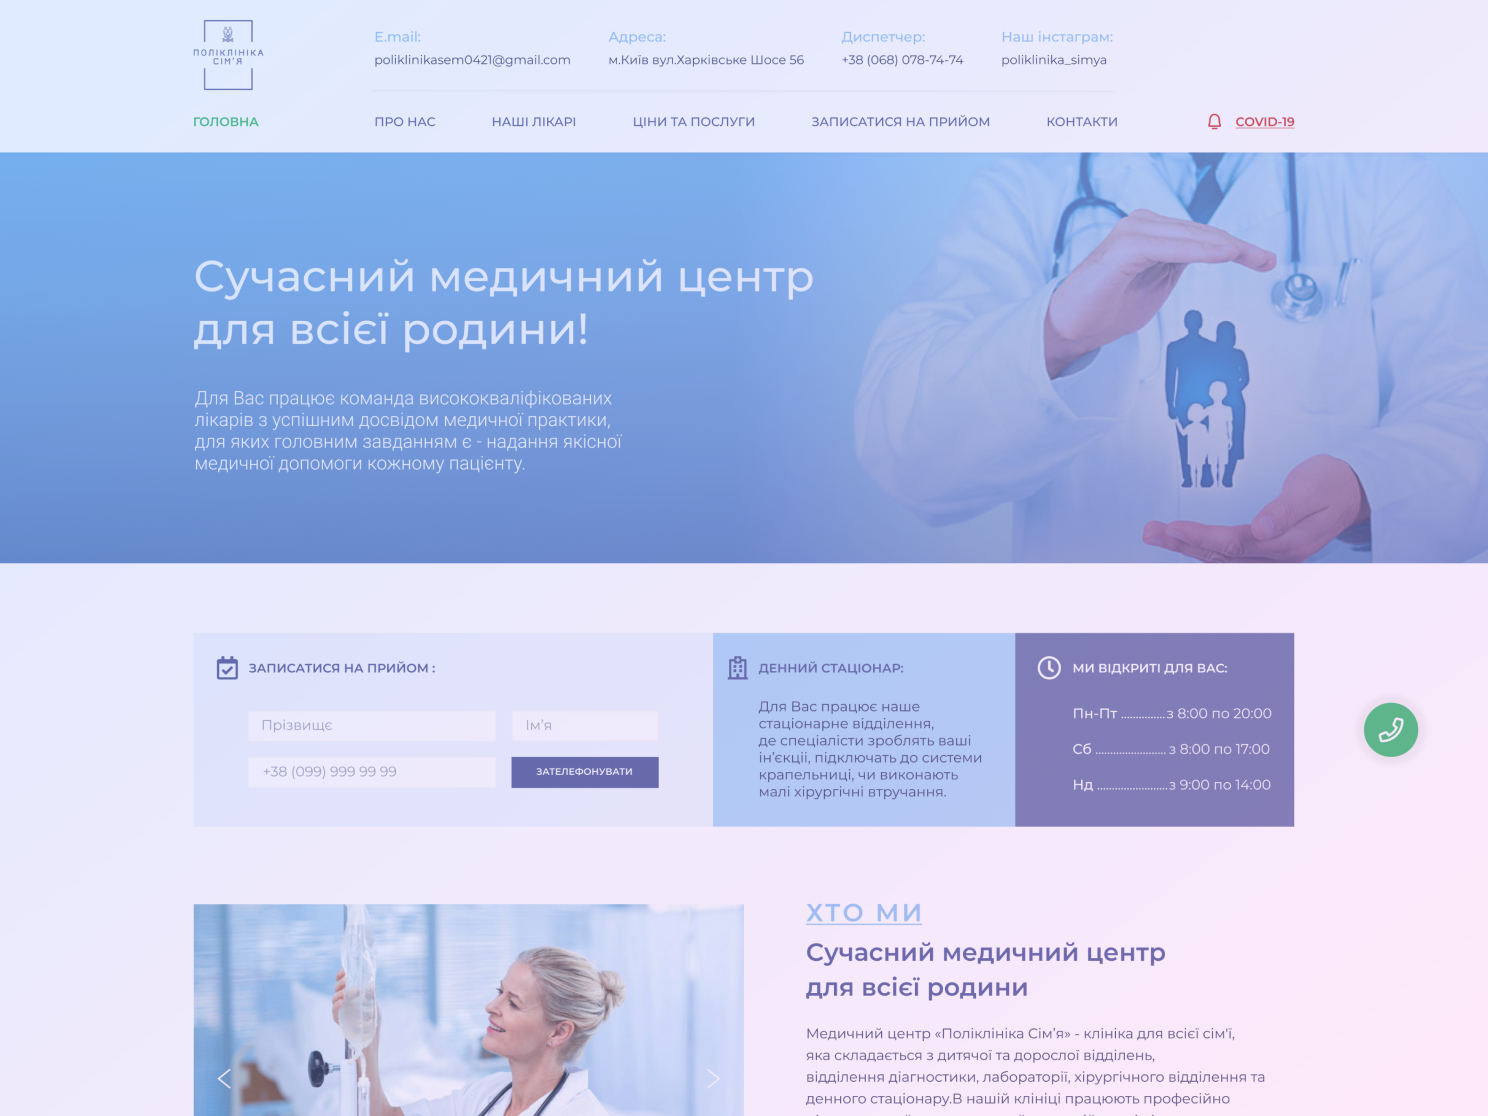 ПОЛІКЛІНІКА
СІМ'Я
E.mail:
poliklinikasem0421@gmail.com
Адреса:
м.Київ вул.Харківське Шосе 56
Диспетчер:
+38 (068) 078-74-74
Наш інстаграм:
poliklinika_simya
ГОЛОВНА
ПРО НАС
НАШІ ЛІКАРІ
ЦІНИ ТА ПОСЛУГИ
ЗАПИСАТИСЯ НА ПРИЙОМ
КОНТАКТИ
COVID-19
Сучасний медичний центр
для всієї родини!
Для Вас працює команда висококваліфікованих
лікарів з успішним досвідом медичної практики,
для яких головним завданням є - надання якісної
медичної допомоги кожному пацієнту.
ЗАПИСАТИСЯ НА ПРИЙОМ :
Прізвищє
Ім'я
+38 (099) 999 99 99
ЗАТЕЛЕФОНУВАТИ
ДЕННИЙ СТАЦІОНАР:
Для Вас працює наше
стаціонарне відділення,
де спеціалісти зроблять ваші
ін'єкціі, підключать до системи
крапельниці, чи виконають
малі хірургічні втручання.
МИ ВІДКРИТІ ДЛЯ ВАС:
Пн-Пт ...............з 8:00 по 20:00
Сб ........................ з 8:00 по 17:00
Нд ........................з 9:00 по 14:00
ХТО МИ
Сучасний медичний центр
для всієї родини
Медичний центр «Поліклініка Сім'я» - клініка для всієї сім'ї,
яка складається з дитячої та дорослої відділень,
відділення діагностики, лабораторії, хірургічного відділення та
денного стаціонару.В нашій клініці працюють професійно